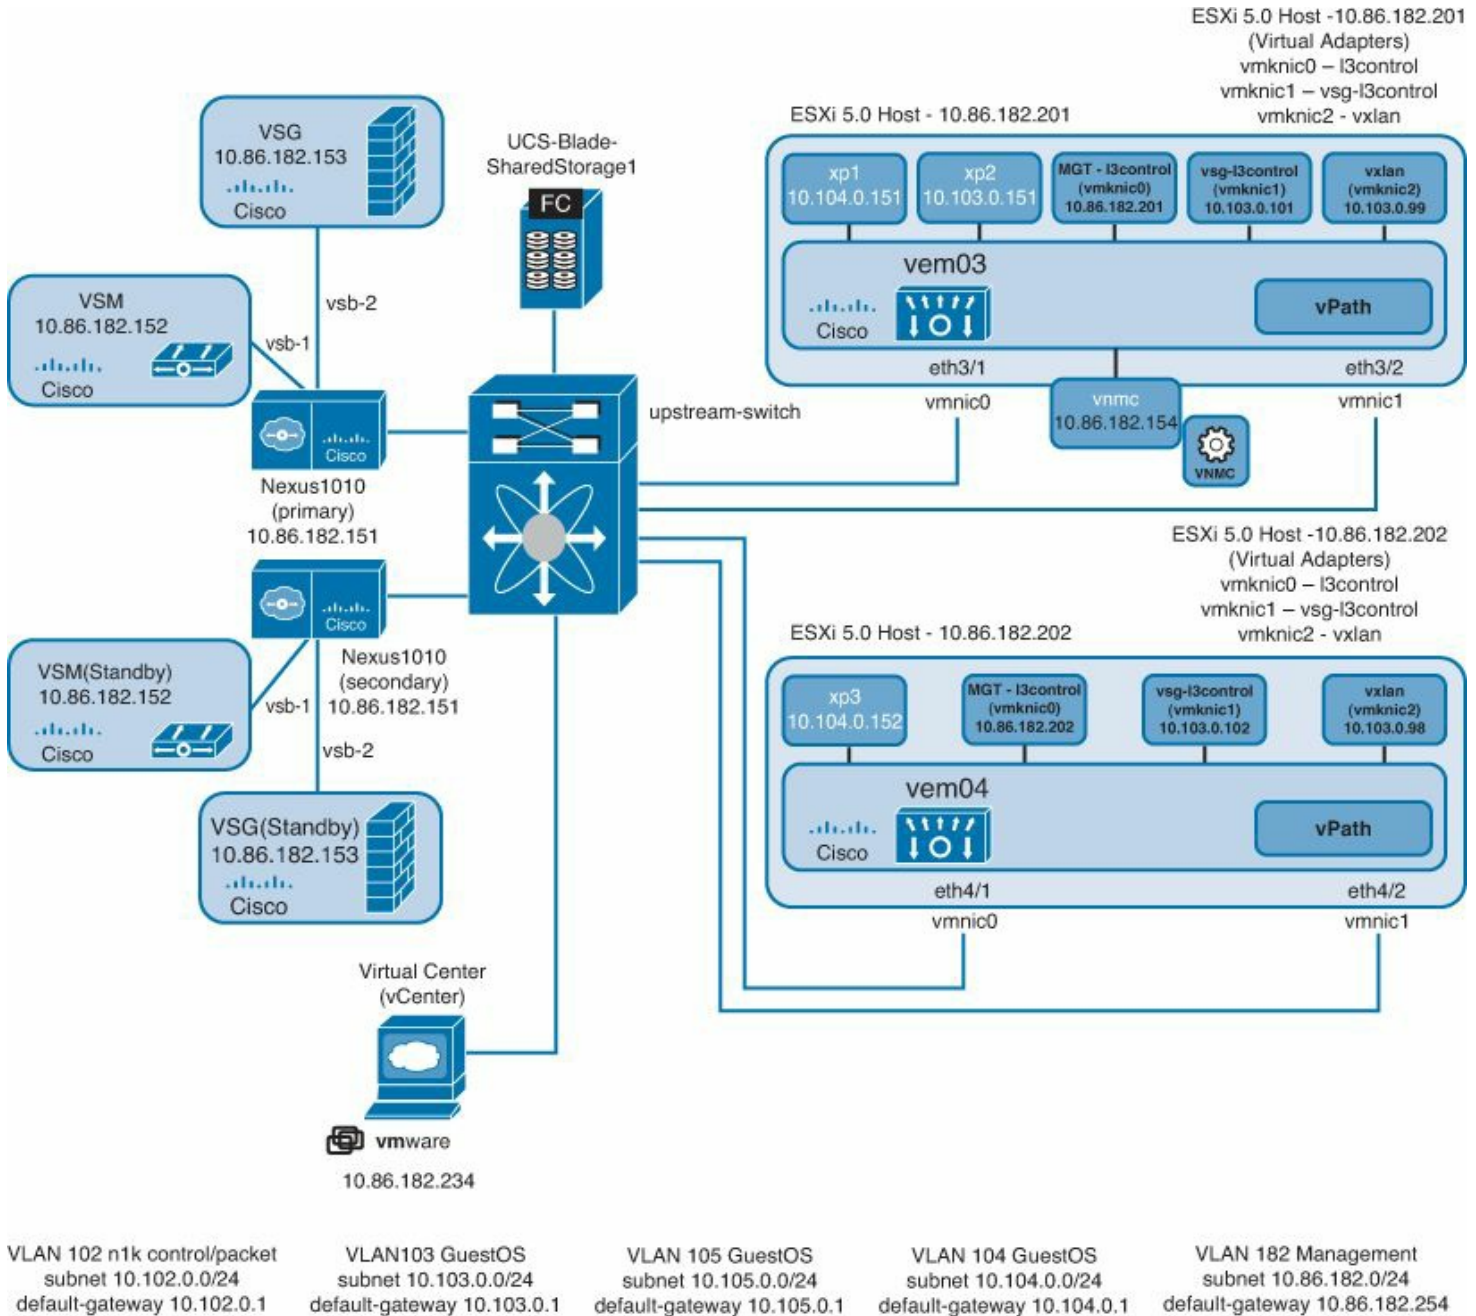 ESXi 5.0 Host -10.86.182.201
(Virtual Adapters)
vmknic0 – l3control
vmknic1 – vsg-l3control
vmknic2 - vxlan
ESXi 5.0 Host - 10.86.182.201
VSG
10.86.182.153
Cisco
UCS-Blade-
SharedStorage1
FC
xp1
10.104.0.151
xp2
10.103.0.151
MGT - l3control
(vmknic0)
10.86.182.201
vsg-l3control
(vmknic1)
10.103.0.101
vxlan
(vmknic2)
10.103.0.99
vem03
Cisco
vPath
eth3/1
eth3/2
vmnic0
vmnic1
vnmc
10.86.182.154
VNMC
VSM
10.86.182.152
Cisco
vsb-2
vsb-1
upstream-switch
Cisco
Nexus1010
(primary)
10.86.182.151
Cisco
Nexus1010
(secondary)
10.86.182.151
VSM(Standby)
10.86.182.152
Cisco
vsb-1
vsb-2
VSG(Standby)
10.86.182.153
Cisco
ESXi 5.0 Host -10.86.182.202
(Virtual Adapters)
vmknic0 – l3control
vmknic1 – vsg-l3control
vmknic2 - vxlan
ESXi 5.0 Host - 10.86.182.202
xp3
10.104.0.152
MGT - l3control
(vmknic0)
10.86.182.202
vsg-l3control
(vmknic1)
10.103.0.102
vxlan
(vmknic2)
10.103.0.98
vem04
Cisco
vPath
eth4/1
eth4/2
vmnic0
vmnic1
Virtual Center
(vCenter)
vmware
10.86.182.234
VLAN 102 n1k control/packet
subnet 10.102.0.0/24
default-gateway 10.102.0.1
VLAN103 GuestOS
subnet 10.103.0.0/24
default-gateway 10.103.0.1
VLAN 105 GuestOS
subnet 10.105.0.0/24
default-gateway 10.105.0.1
VLAN 104 GuestOS
subnet 10.104.0.0/24
default-gateway 10.104.0.1
VLAN 182 Management
subnet 10.86.182.0/24
default-gateway 10.86.182.254